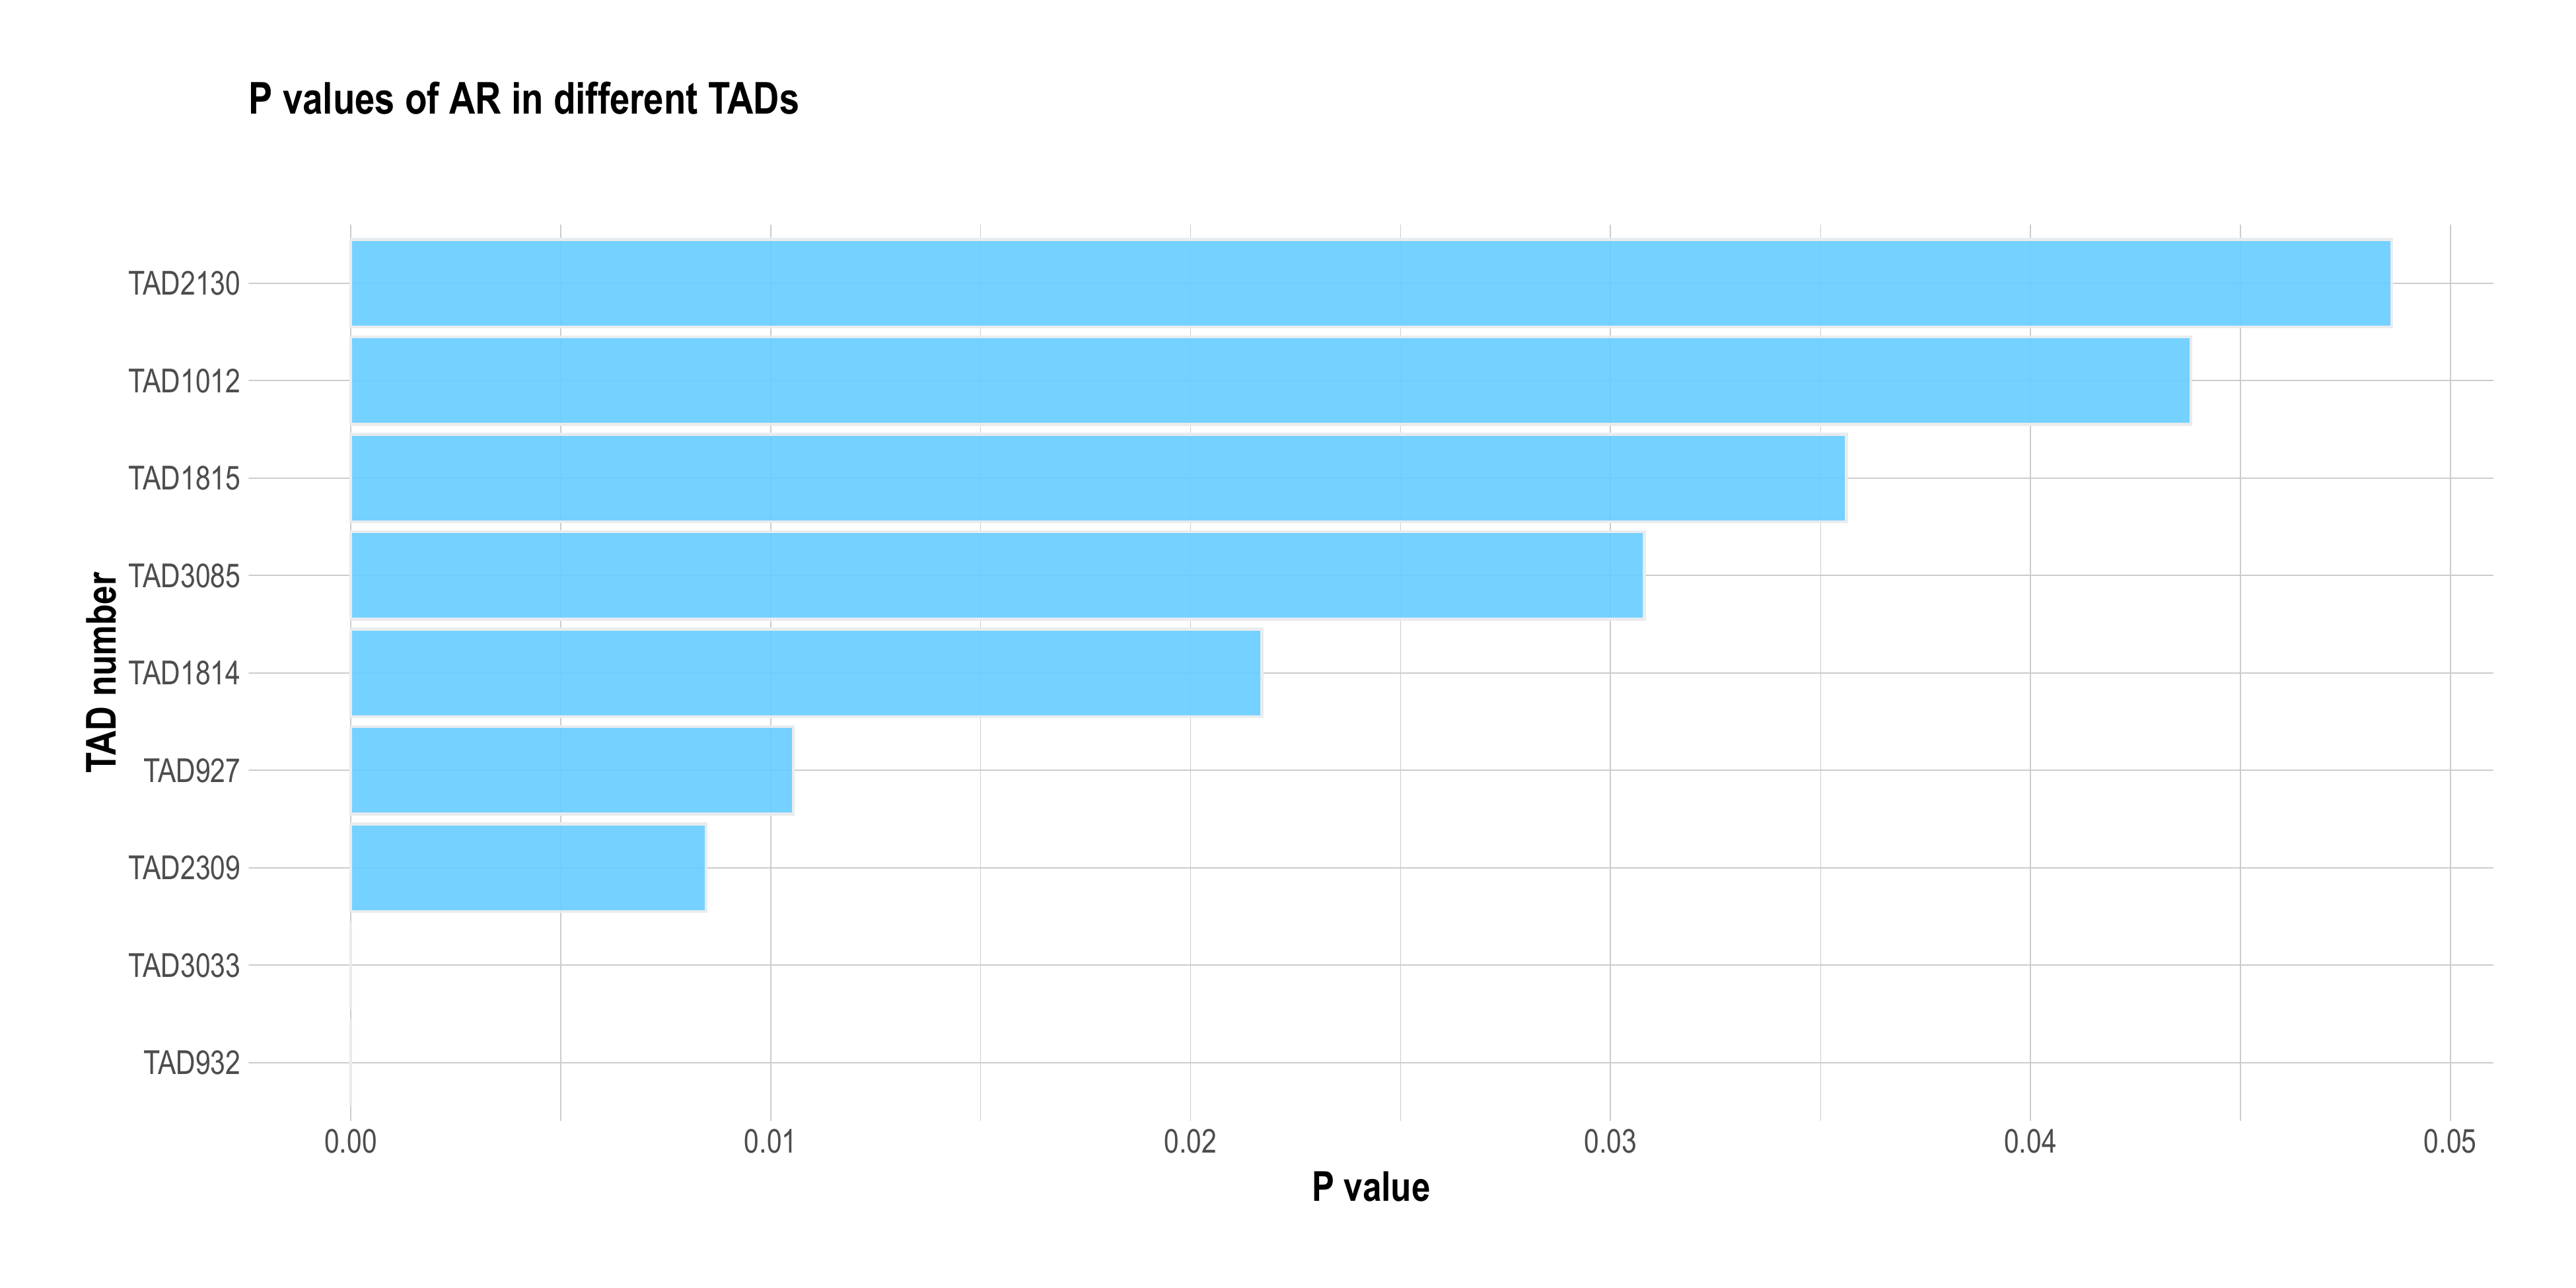 P values of AR in different TADs
TAD number
TAD2130
TAD1012
TAD1815
TAD3085
TAD1814
TAD927
TAD2309
TAD3033
TAD932
0.00 0.01 0.02 0.03 0.04 0.05
P value